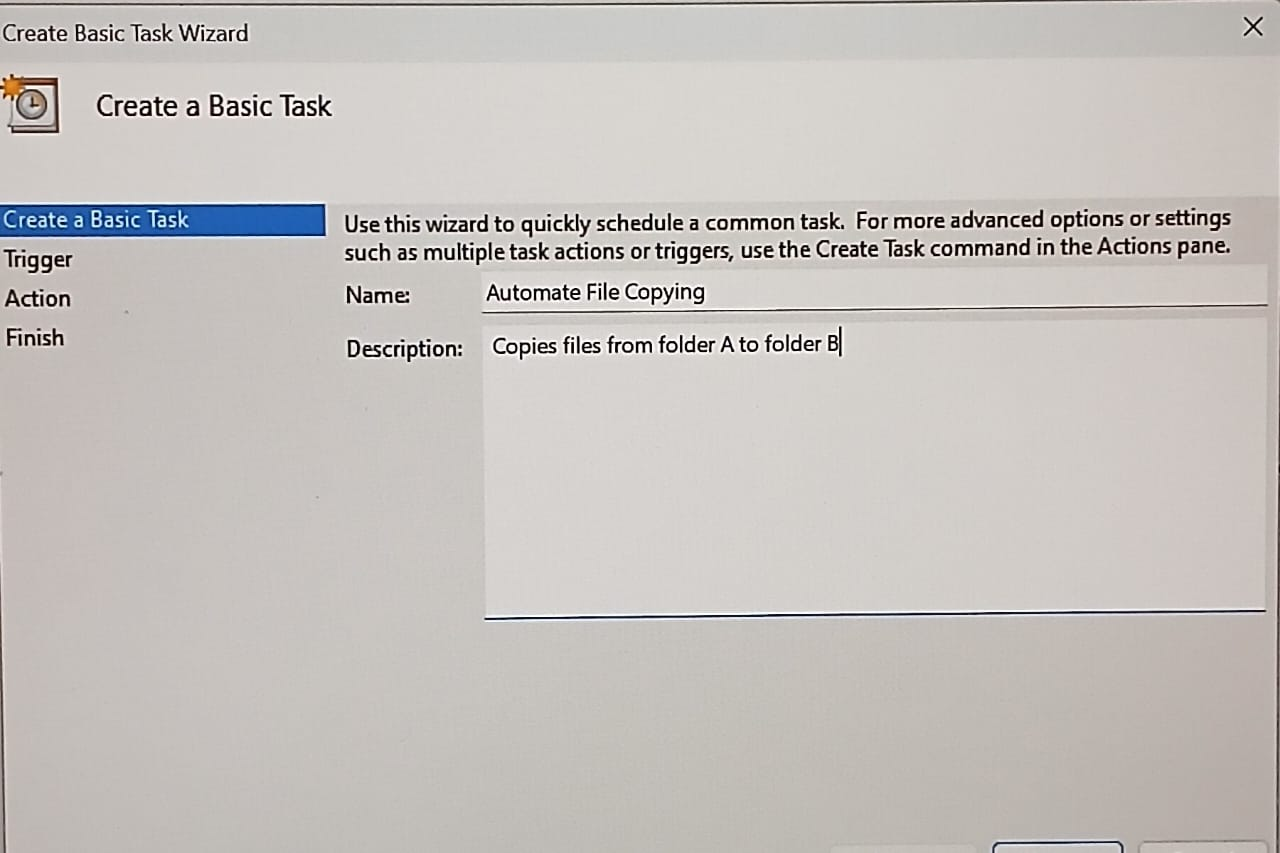 Create Basic Task Wizard
Create a Basic Task
Create a Basic Task
Trigger
Action
Finish
Use this wizard to quickly schedule a common task. For more advanced options or settings
such as multiple task actions or triggers, use the Create Task command in the Actions pane.
Name: Automate File Copying
Description: Copies files from folder A to folder B